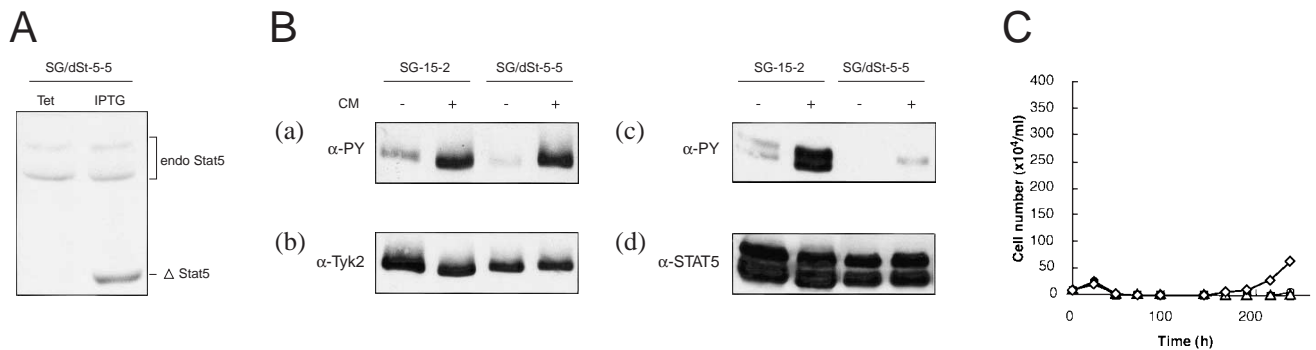 A
SG/dSt-5-5
Tet IPTG
endo Stat5
△ Stat5
B
SG-15-2 SG/dSt-5-5
CM - + - +
(a) α-PY
(b) α-Tyk2
SG-15-2 SG/dSt-5-5
- + - +
(c) α-PY
(d) α-STAT5
C
Cell number (x10⁴/ml)
400
350
300
250
200
150
100
50
0
0 100 200
Time (h)